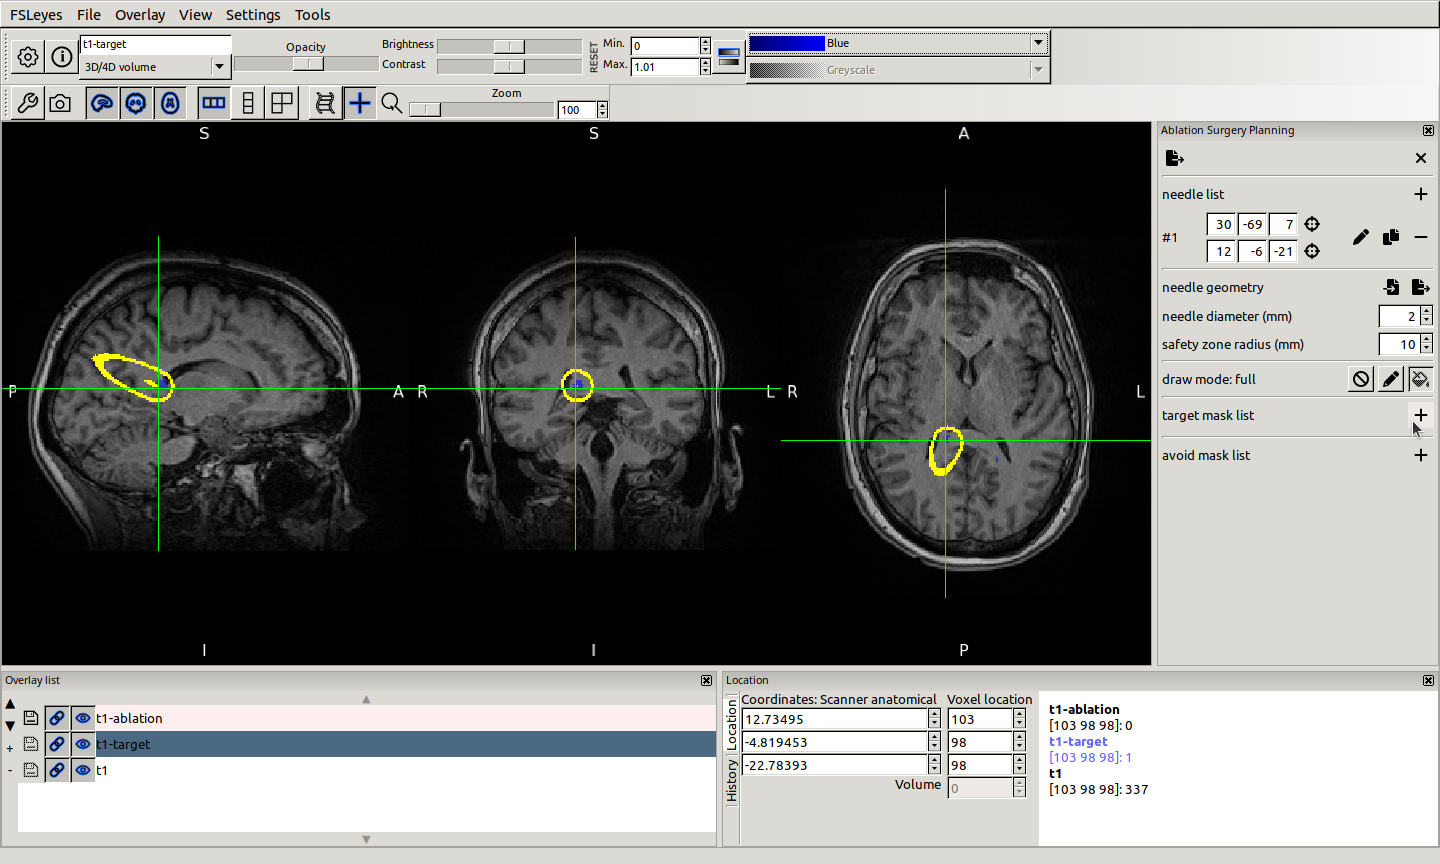 FSLeyes File Overlay View Settings Tools
t1-target
3D/4D volume
Opacity
Brightness
Contrast
RESET
Min. 0
Max. 1.01
Blue
Greyscale
Zoom
100
S S A
P A R L R L
I I P
Ablation Surgery Planning
needle list
#1 30 -69 7
12 -6 -21
needle geometry
needle diameter (mm) 2
safety zone radius (mm) 10
draw mode: full
target mask list
avoid mask list
Overlay list
t1-ablation
t1-target
t1
Location
Location
History
Coordinates: Scanner anatomical Voxel location
12.73495 103
-4.819453 98
-22.78393 98
Volume 0
t1-ablation
[103 98 98]: 0
t1-target
[103 98 98]: 1
t1
[103 98 98]: 337